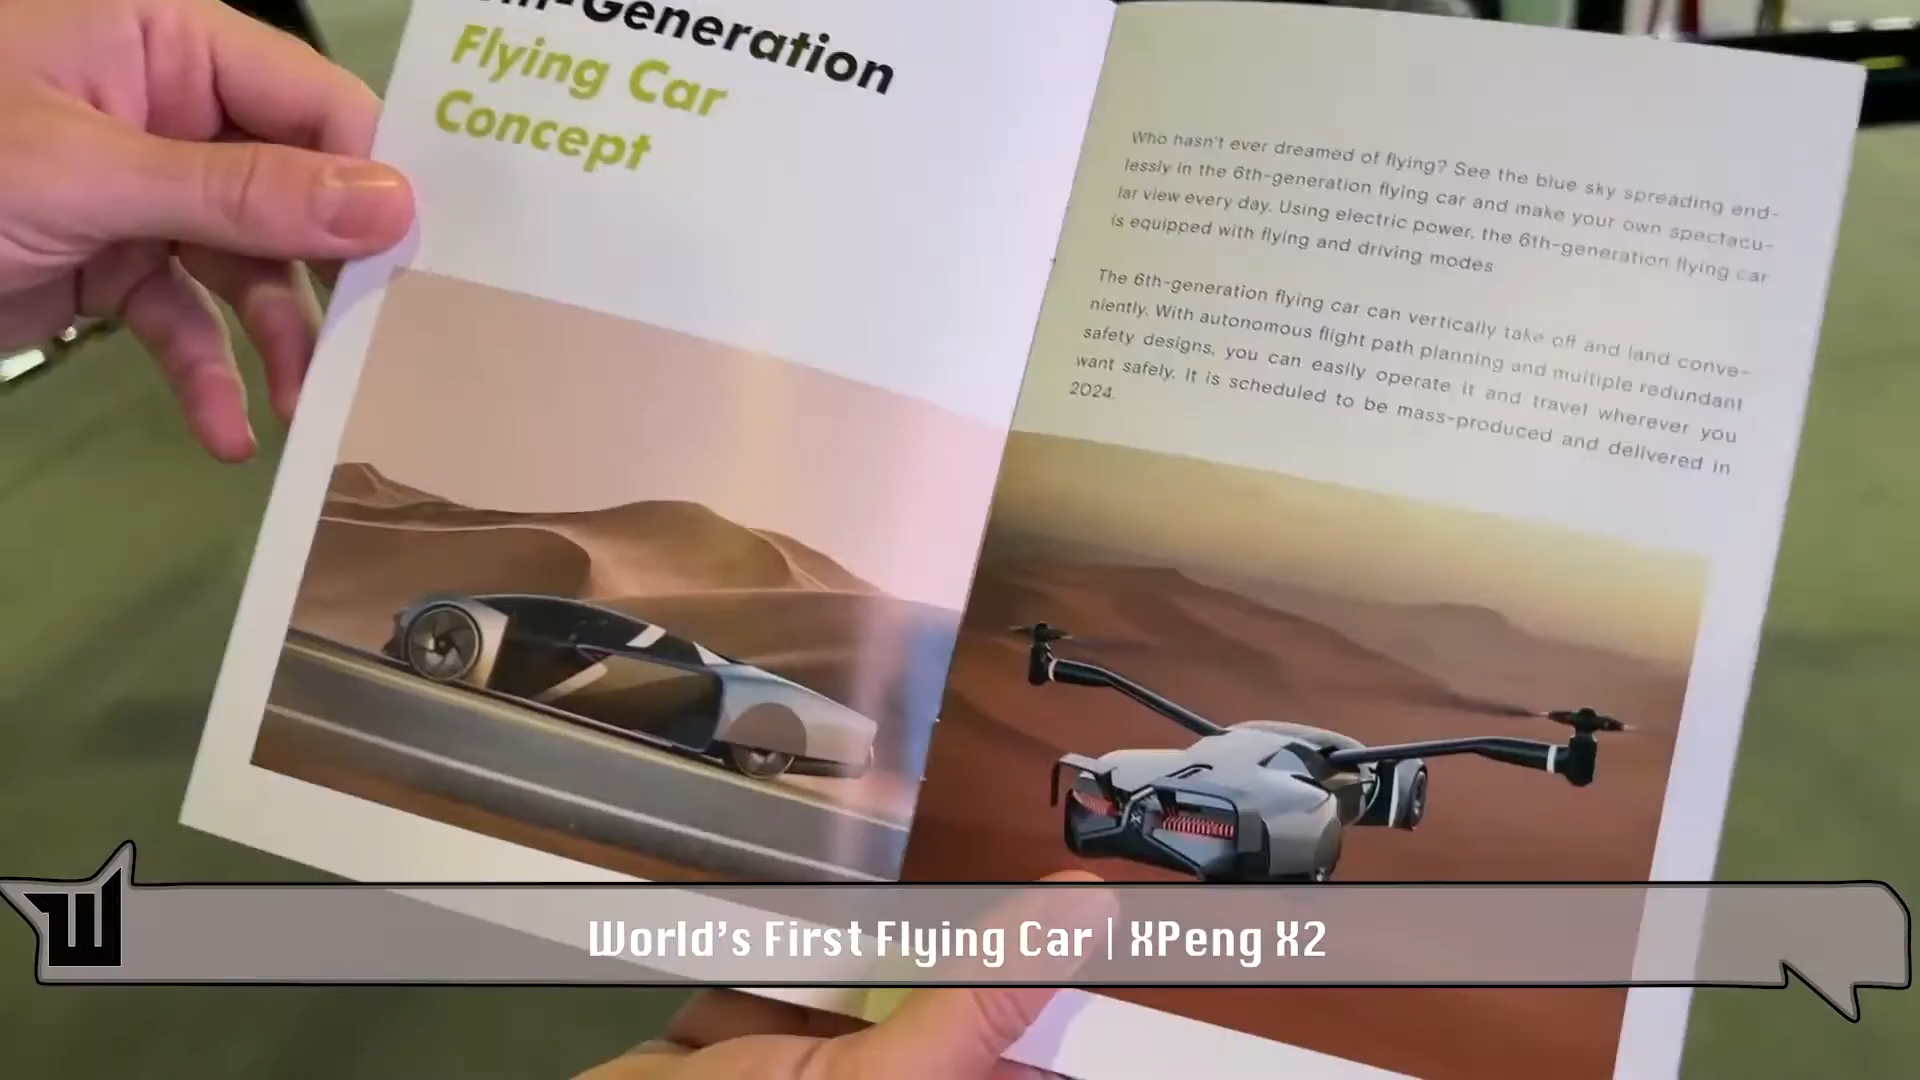 -Generation
Flying Car
Concept
Who hasn't ever dreamed of flying? See the blue sky spreading end-
lessly in the 6th-generation flying car and make your own spectacu-
lar view every day. Using electric power, the 6th-generation flying car
is equipped with flying and driving modes
The 6th-generation flying car can vertically take off and land conve-
niently. With autonomous flight path planning and multiple redundant
safety designs, you can easily operate it and travel wherever you
want safely. It is scheduled to be mass-produced and delivered in
2024.
World's First Flying Car | XPeng X2